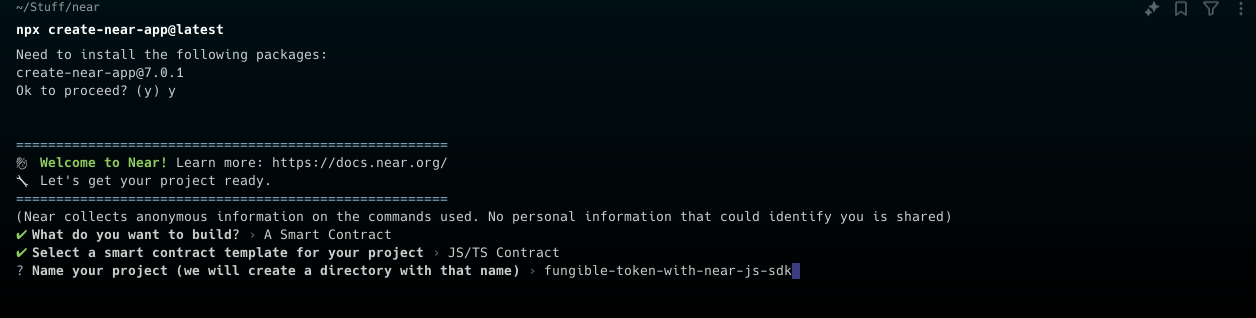 ~/Stuff/near
npx create-near-app@latest
Need to install the following packages:
create-near-app@7.0.1
Ok to proceed? (y) y
======================================================
👋 Welcome to Near! Learn more: https://docs.near.org/
🔧 Let's get your project ready.
======================================================
(Near collects anonymous information on the commands used. No personal information that could identify you is shared)
✔ What do you want to build? › A Smart Contract
✔ Select a smart contract template for your project › JS/TS Contract
? Name your project (we will create a directory with that name) › fungible-token-with-near-js-sdk